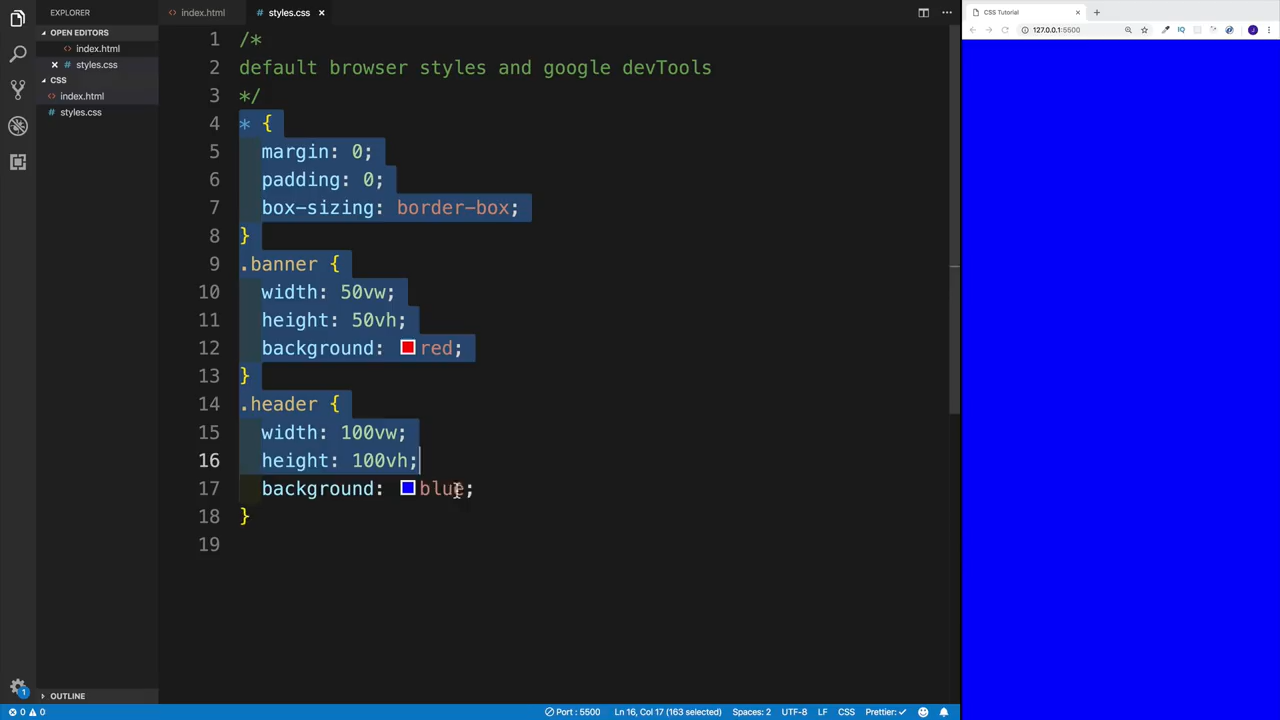 EXPLORER
OPEN EDITORS
index.html
styles.css
CSS
index.html
styles.css
OUTLINE
index.html
styles.css
1 /*
2 default browser styles and google devTools
3 */
4 * {
5 margin: 0;
6 padding: 0;
7 box-sizing: border-box;
8 }
9 .banner {
10 width: 50vw;
11 height: 50vh;
12 background: red;
13 }
14 .header {
15 width: 100vw;
16 height: 100vh;
17 background: blue;
18 }
19
0 0
Port : 5500 Ln 16, Col 17 (163 selected) Spaces: 2 UTF-8 LF CSS Prettier:
1
CSS Tutorial
127.0.0.1:5500
IQ
J